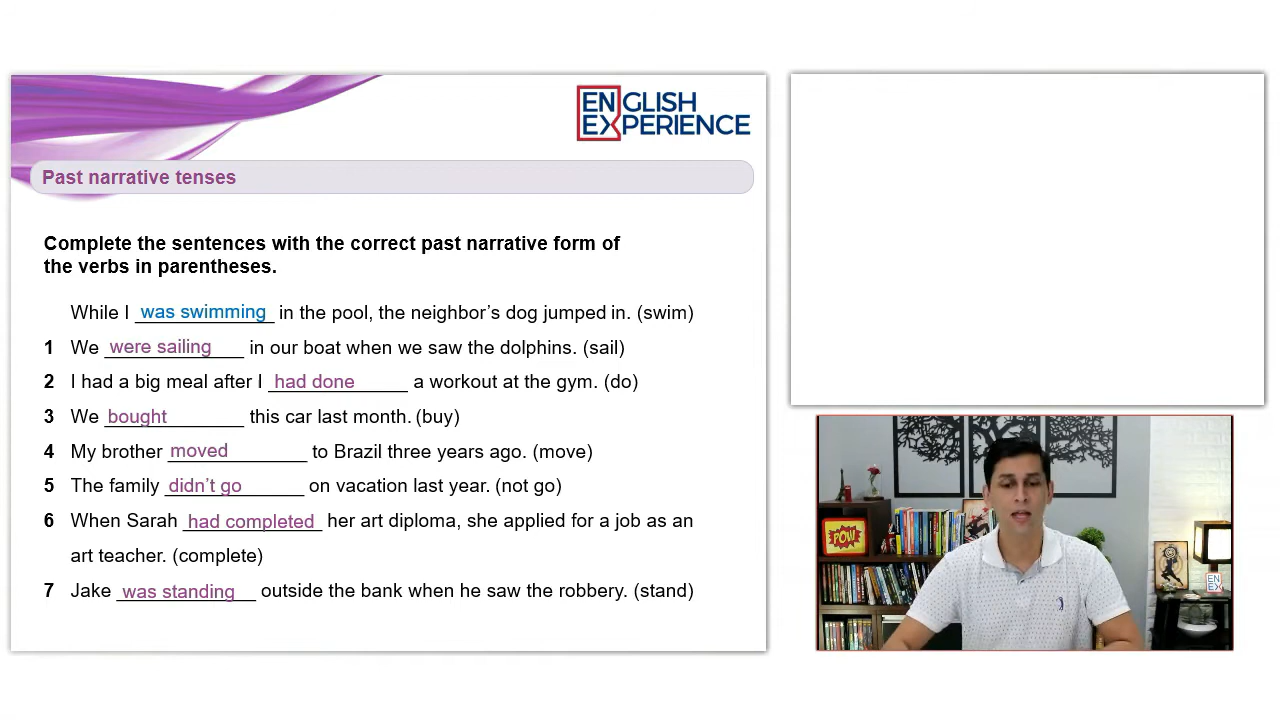 ENGLISH
EXPERIENCE
Past narrative tenses
Complete the sentences with the correct past narrative form of
the verbs in parentheses.
While I was swimming in the pool, the neighbor's dog jumped in. (swim)
1 We were sailing in our boat when we saw the dolphins. (sail)
2 I had a big meal after I had done a workout at the gym. (do)
3 We bought this car last month. (buy)
4 My brother moved to Brazil three years ago. (move)
5 The family didn't go on vacation last year. (not go)
6 When Sarah had completed her art diploma, she applied for a job as an
art teacher. (complete)
7 Jake was standing outside the bank when he saw the robbery. (stand)
POW
EN
EX